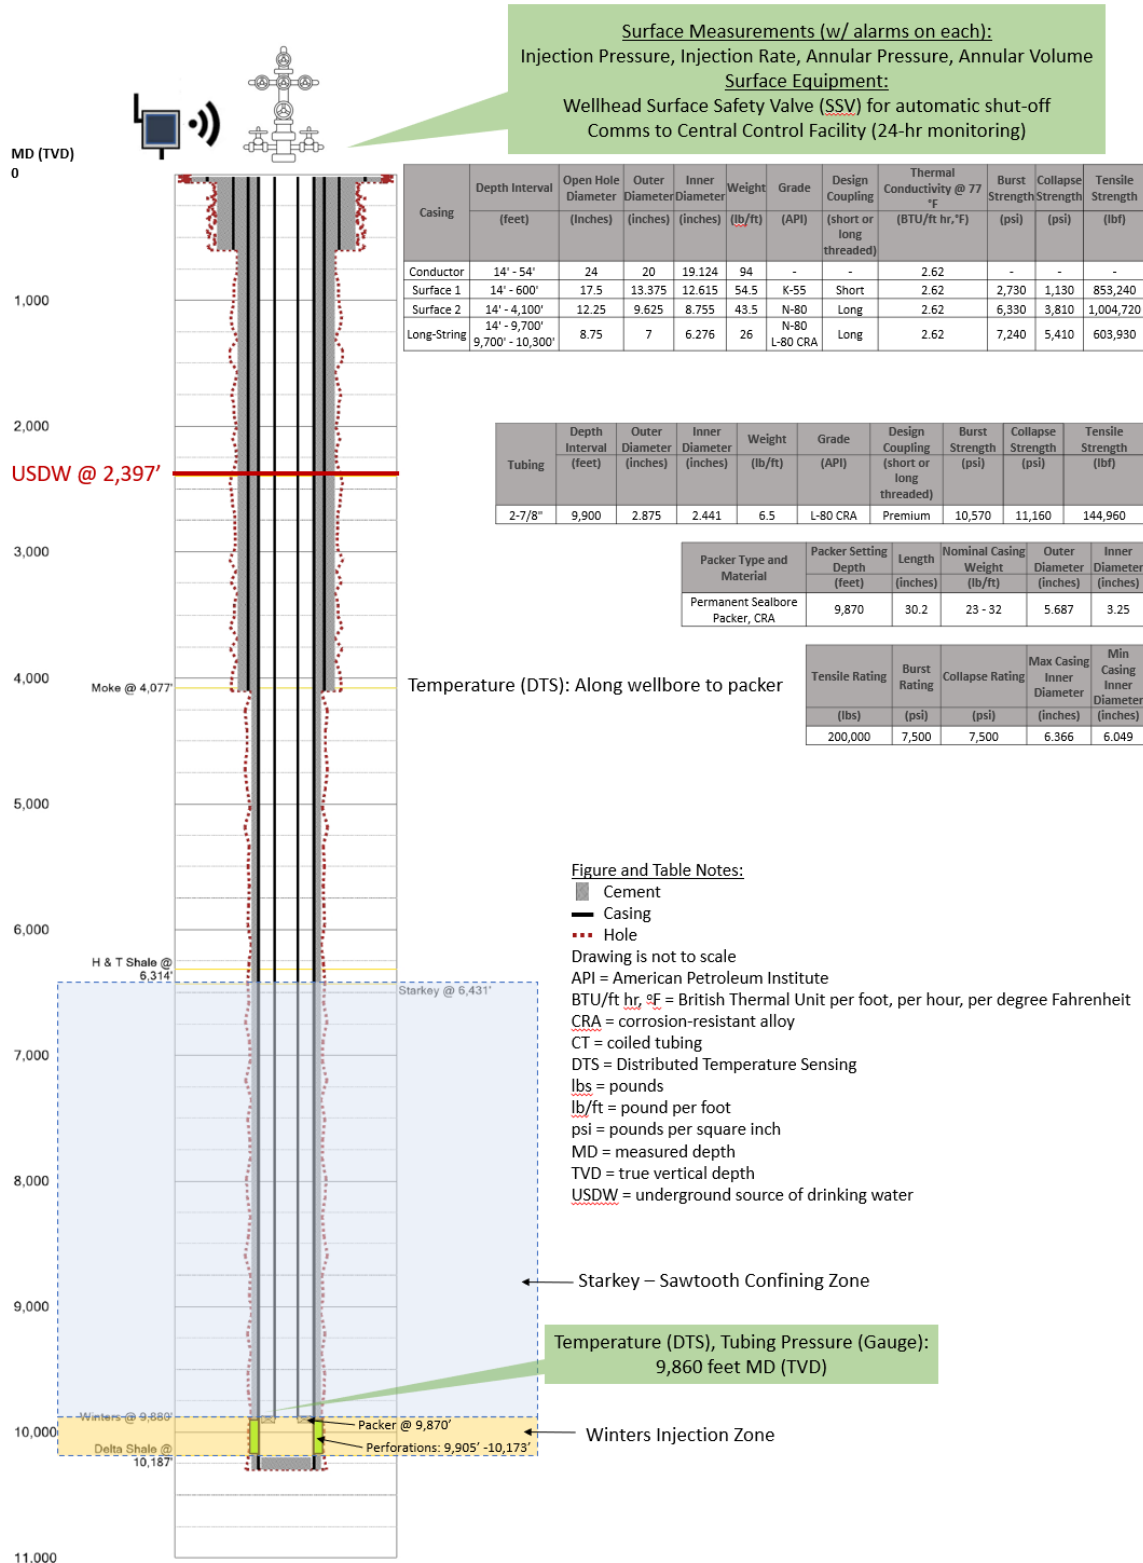 Surface Measurements (w/ alarms on each):
Injection Pressure, Injection Rate, Annular Pressure, Annular Volume
Surface Equipment:
Wellhead Surface Safety Valve (SSV) for automatic shut-off
Comms to Central Control Facility (24-hr monitoring)
MD (TVD)
0
1,000
2,000
USDW @ 2,397'
3,000
4,000
Moke @ 4,077'
5,000
6,000
H & T Shale @
6,314'
Starkey @ 6,431'
7,000
8,000
9,000
Winters @ 9,880'
10,000
Delta Shale @
10,187'
11,000
Casing Depth Interval Open Hole Diameter Outer Diameter Inner Diameter Weight Grade Design Coupling Thermal Conductivity @ 77 °F Burst Strength Collapse Strength Tensile Strength
(feet) (Inches) (inches) (inches) (lb/ft) (API) (short or long threaded) (BTU/ft hr,°F) (psi) (psi) (lbf)
Conductor 14' - 54' 24 20 19.124 94 - - 2.62 - - -
Surface 1 14' - 600' 17.5 13.375 12.615 54.5 K-55 Short 2.62 2,730 1,130 853,240
Surface 2 14' - 4,100' 12.25 9.625 8.755 43.5 N-80 Long 2.62 6,330 3,810 1,004,720
Long-String 14' - 9,700' 9,700' - 10,300' 8.75 7 6.276 26 N-80 L-80 CRA Long 2.62 7,240 5,410 603,930
Tubing Depth Interval Outer Diameter Inner Diameter Weight Grade Design Coupling Burst Strength Collapse Strength Tensile Strength
(feet) (inches) (inches) (lb/ft) (API) (short or long threaded) (psi) (psi) (lbf)
2-7/8" 9,900 2.875 2.441 6.5 L-80 CRA Premium 10,570 11,160 144,960
Packer Type and Material Packer Setting Depth Length Nominal Casing Weight Outer Diameter Inner Diameter
(feet) (inches) (lb/ft) (inches) (inches)
Permanent Sealbore Packer, CRA 9,870 30.2 23 - 32 5.687 3.25
Tensile Rating Burst Rating Collapse Rating Max Casing Inner Diameter Min Casing Inner Diameter
(lbs) (psi) (psi) (inches) (inches)
200,000 7,500 7,500 6.366 6.049
Temperature (DTS): Along wellbore to packer
Figure and Table Notes:
Cement
Casing
Hole
Drawing is not to scale
API = American Petroleum Institute
BTU/ft hr, °F = British Thermal Unit per foot, per hour, per degree Fahrenheit
CRA = corrosion-resistant alloy
CT = coiled tubing
DTS = Distributed Temperature Sensing
lbs = pounds
lb/ft = pound per foot
psi = pounds per square inch
MD = measured depth
TVD = true vertical depth
USDW = underground source of drinking water
Starkey – Sawtooth Confining Zone
Temperature (DTS), Tubing Pressure (Gauge):
9,860 feet MD (TVD)
Packer @ 9,870'
Perforations: 9,905' -10,173'
Winters Injection Zone